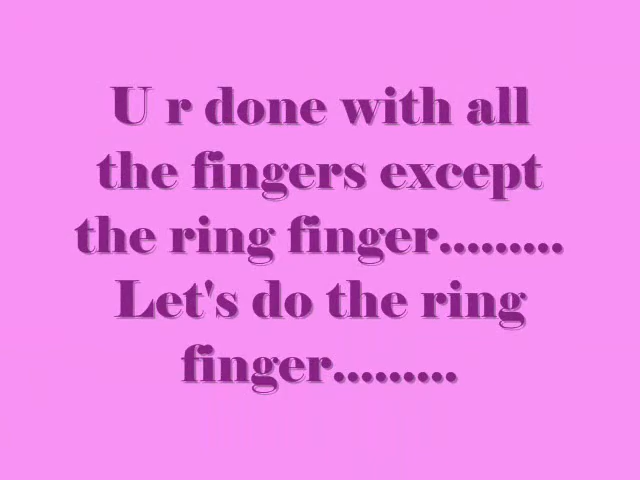 U r done with all
the fingers except
the ring finger.........
Let's do the ring
finger.........